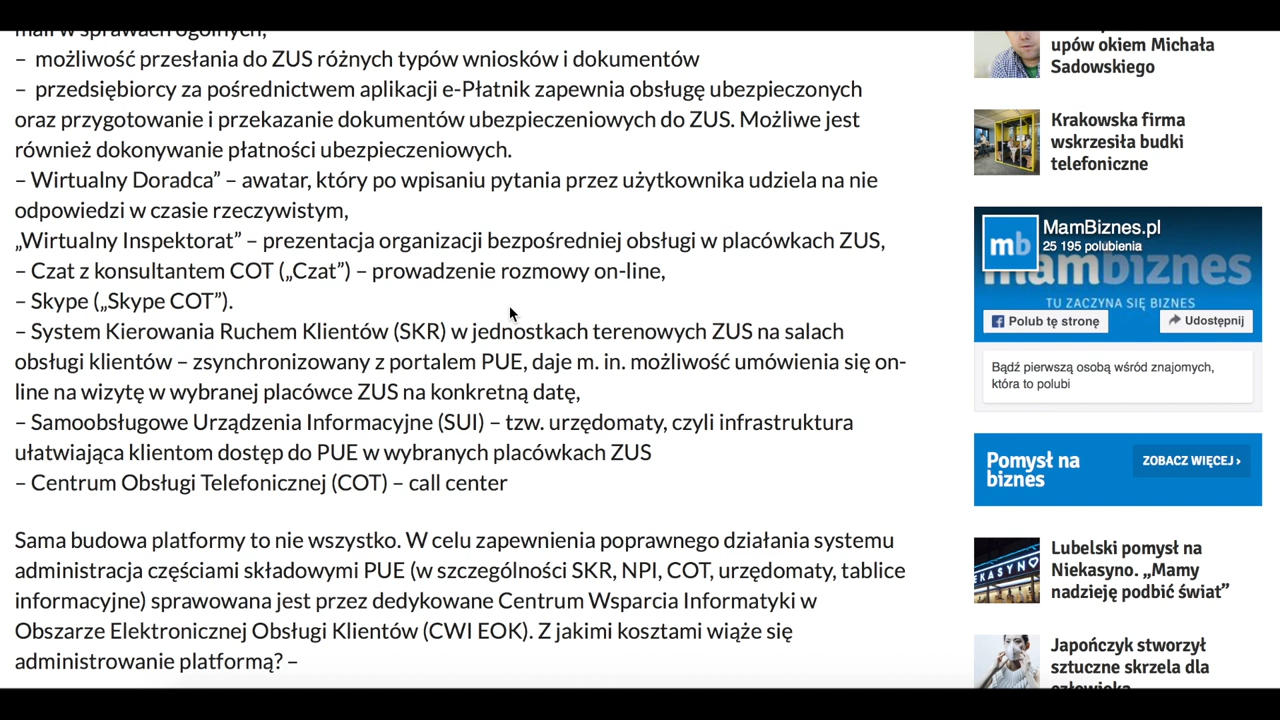 mail w sprawach ogólnych,
–  możliwość przesłania do ZUS różnych typów wniosków i dokumentów
–  przedsiębiorcy za pośrednictwem aplikacji e-Płatnik zapewnia obsługę ubezpieczonych
oraz przygotowanie i przekazanie dokumentów ubezpieczeniowych do ZUS. Możliwe jest
również dokonywanie płatności ubezpieczeniowych.
– Wirtualny Doradca” – awatar, który po wpisaniu pytania przez użytkownika udziela na nie
odpowiedzi w czasie rzeczywistym,
„Wirtualny Inspektorat” – prezentacja organizacji bezpośredniej obsługi w placówkach ZUS,
– Czat z konsultantem COT („Czat”) – prowadzenie rozmowy on-line,
– Skype („Skype COT”).
– System Kierowania Ruchem Klientów (SKR) w jednostkach terenowych ZUS na salach
obsługi klientów – zsynchronizowany z portalem PUE, daje m. in. możliwość umówienia się on-
line na wizytę w wybranej placówce ZUS na konkretną datę,
– Samoobsługowe Urządzenia Informacyjne (SUI) – tzw. urzędomaty, czyli infrastruktura
ułatwiająca klientom dostęp do PUE w wybranych placówkach ZUS
– Centrum Obsługi Telefonicznej (COT) – call center
Sama budowa platformy to nie wszystko. W celu zapewnienia poprawnego działania systemu
administracja częściami składowymi PUE (w szczególności SKR, NPI, COT, urzędomaty, tablice
informacyjne) sprawowana jest przez dedykowane Centrum Wsparcia Informatyki w
Obszarze Elektronicznej Obsługi Klientów (CWI EOK). Z jakimi kosztami wiąże się
administrowanie platformą? –
upów okiem Michała
Sadowskiego
Krakowska firma
wskrzesiła budki
telefoniczne
mb
MamBiznes.pl
25 195 polubienia
mambiznes
TU ZACZYNA SIĘ BIZNES
Polub tę stronę
Udostępnij
Bądź pierwszą osobą wśród znajomych,
która to polubi
Pomysł na
biznes
ZOBACZ WIĘCEJ ›
Lubelski pomysł na
Niekasyno. „Mamy
nadzieję podbić świat”
EKASYNO
Japończyk stworzył
sztuczne skrzela dla
człowieka